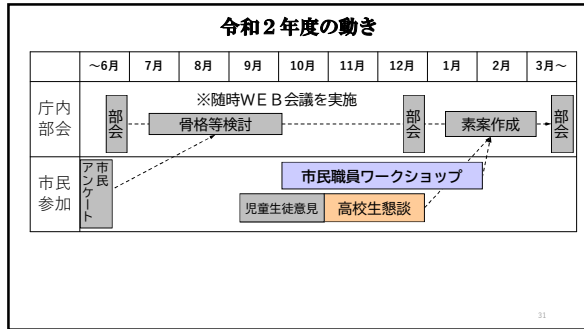 令和２年度の動き
～6月 7月 8月 9月 10月 11月 12月 1月 2月 3月～
庁内
部会
※随時ＷＥＢ会議を実施
部会
骨格等検討
部会
素案作成
部会
市民
参加
市民
アンケート
市民職員ワークショップ
児童生徒意見
高校生懇談
31